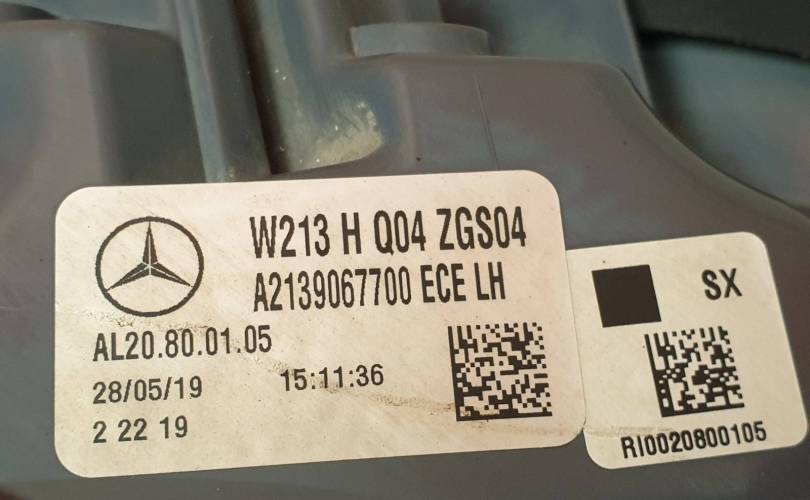 W213 H Q04 ZGS04
A2139067700 ECE LH
AL20.80.01.05
28/05/19 15:11:36
2 22 19
SX
RI0020800105